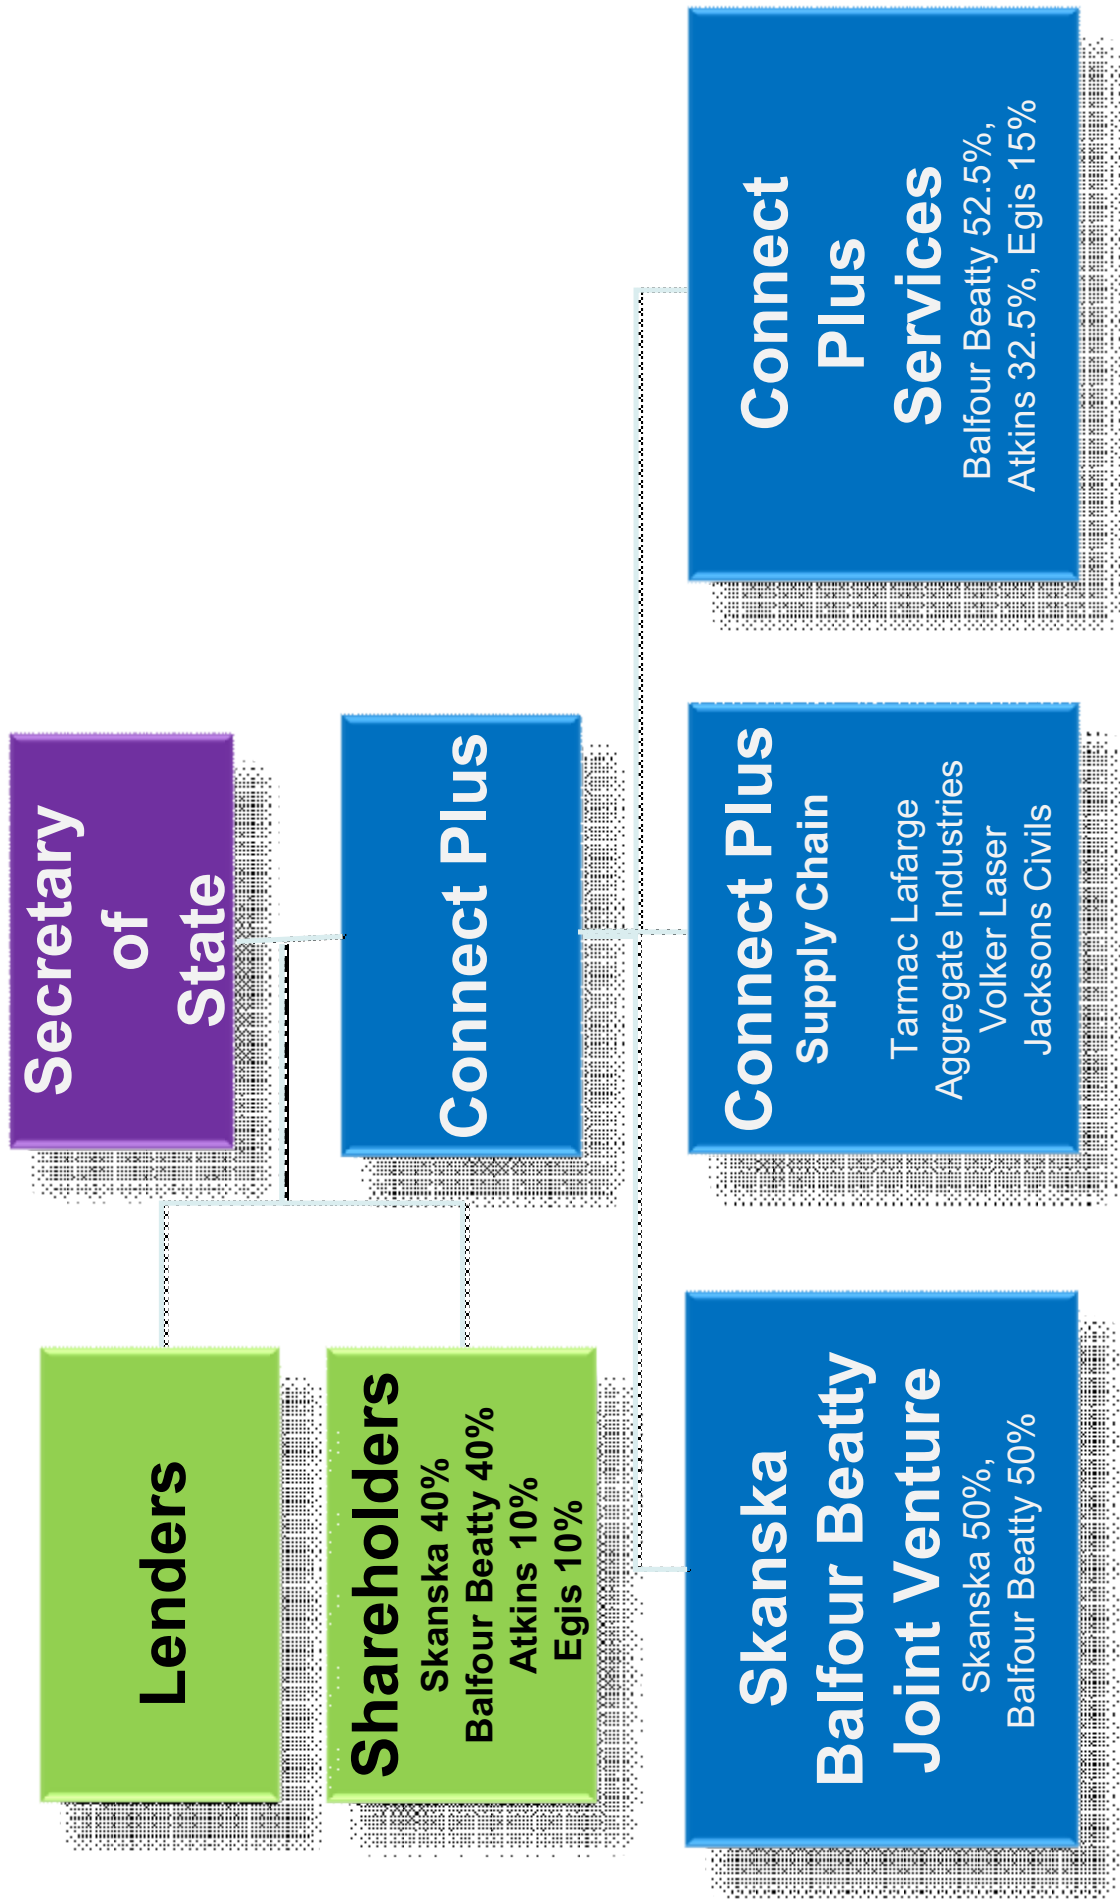 Secretary
of
State
Lenders
Shareholders
Skanska 40%
Balfour Beatty 40%
Atkins 10%
Egis 10%
Connect Plus
Skanska
Balfour Beatty
Joint Venture
Skanska 50%,
Balfour Beatty 50%
Connect Plus
Supply Chain
Tarmac Lafarge
Aggregate Industries
Volker Laser
Jacksons Civils
Connect
Plus
Services
Balfour Beatty 52.5%,
Atkins 32.5%, Egis 15%